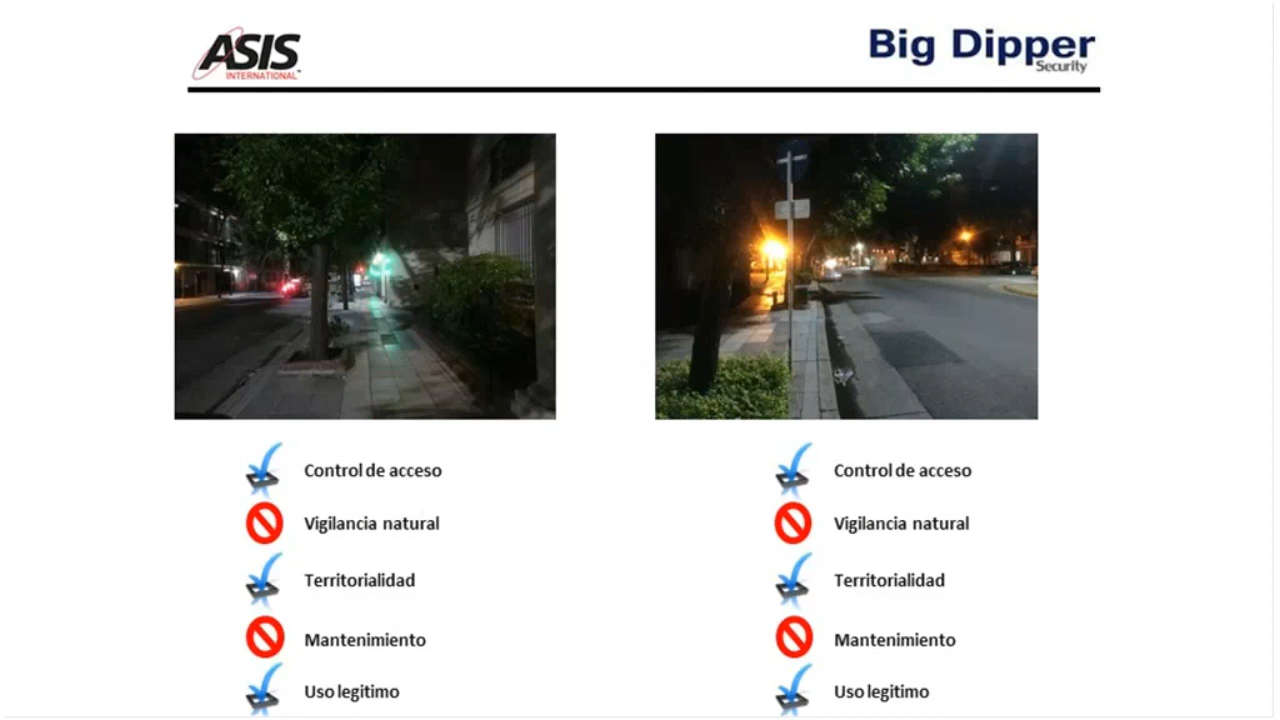 ASIS
INTERNATIONAL
Big Dipper
Security
Control de acceso
Vigilancia natural
Territorialidad
Mantenimiento
Uso legitimo
Control de acceso
Vigilancia natural
Territorialidad
Mantenimiento
Uso legitimo